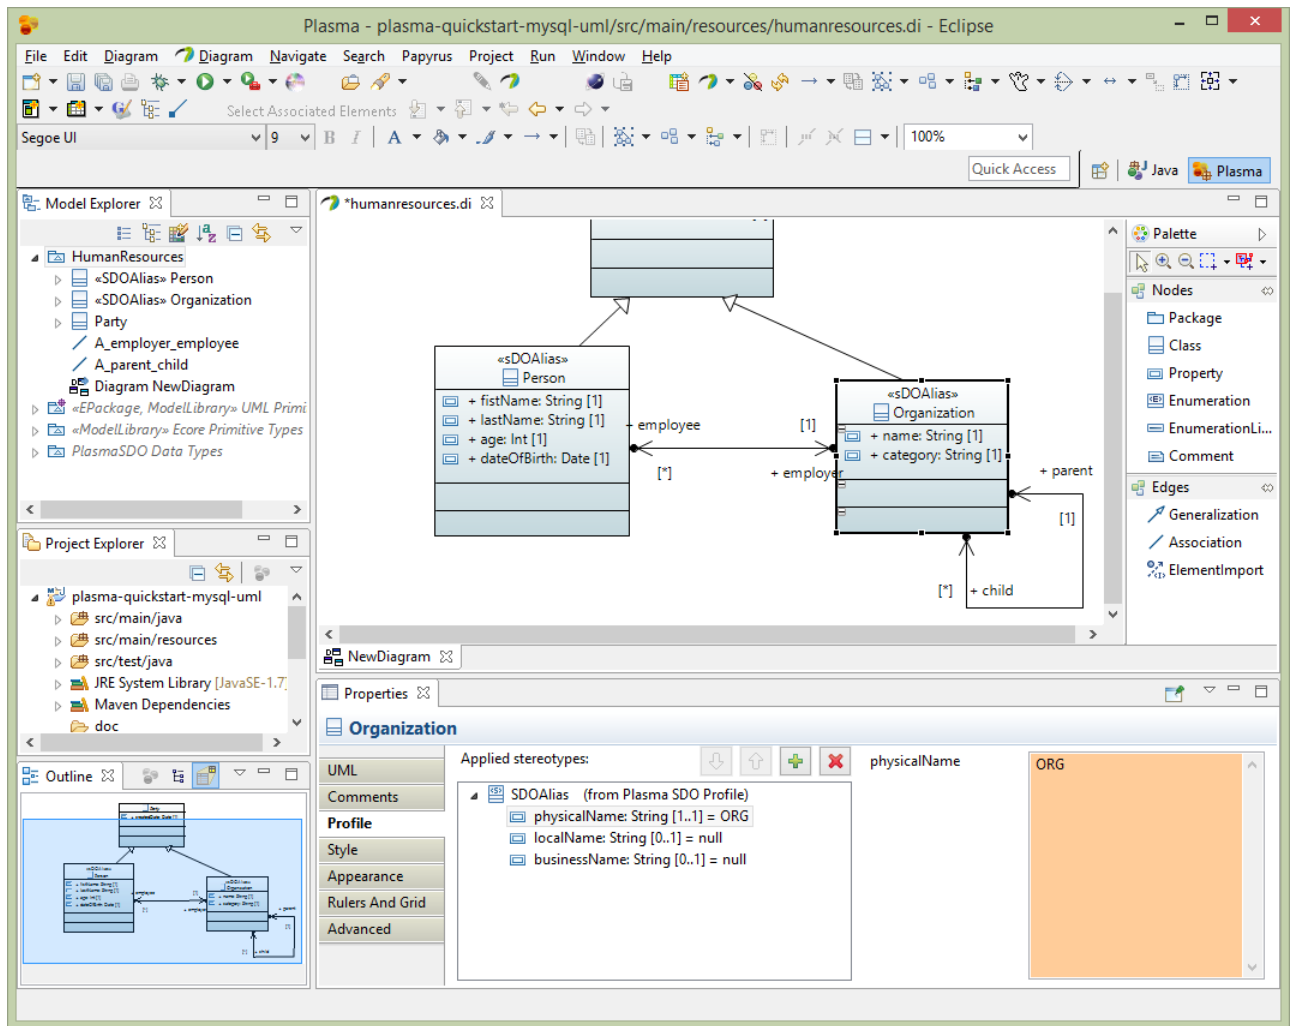 Plasma - plasma-quickstart-mysql-uml/src/main/resources/humanresources.di - Eclipse
File Edit Diagram Diagram Navigate Search Papyrus Project Run Window Help
Select Associated Elements
Segoe UI 9 B I A 100%
Quick Access Java Plasma
Model Explorer
HumanResources
«SDOAlias» Person
«SDOAlias» Organization
Party
A_employer_employee
A_parent_child
Diagram NewDiagram
«EPackage, ModelLibrary» UML Primi
«ModelLibrary» Ecore Primitive Types
PlasmaSDO Data Types
Project Explorer
plasma-quickstart-mysql-uml
src/main/java
src/main/resources
src/test/java
JRE System Library [JavaSE-1.7]
Maven Dependencies
doc
Outline
*humanresources.di
«sDOAlias»
Person
+ fistName: String [1]
+ lastName: String [1]
+ age: Int [1]
+ dateOfBirth: Date [1]
employee
[1]
[*]
+ employer
«sDOAlias»
Organization
+ name: String [1]
+ category: String [1]
+ parent
[1]
[*]
+ child
NewDiagram
Palette
Nodes
Package
Class
Property
Enumeration
EnumerationLi...
Comment
Edges
Generalization
Association
ElementImport
Properties
Organization
UML
Comments
Profile
Style
Appearance
Rulers And Grid
Advanced
Applied stereotypes:
SDOAlias (from Plasma SDO Profile)
physicalName: String [1..1] = ORG
localName: String [0..1] = null
businessName: String [0..1] = null
physicalName
ORG